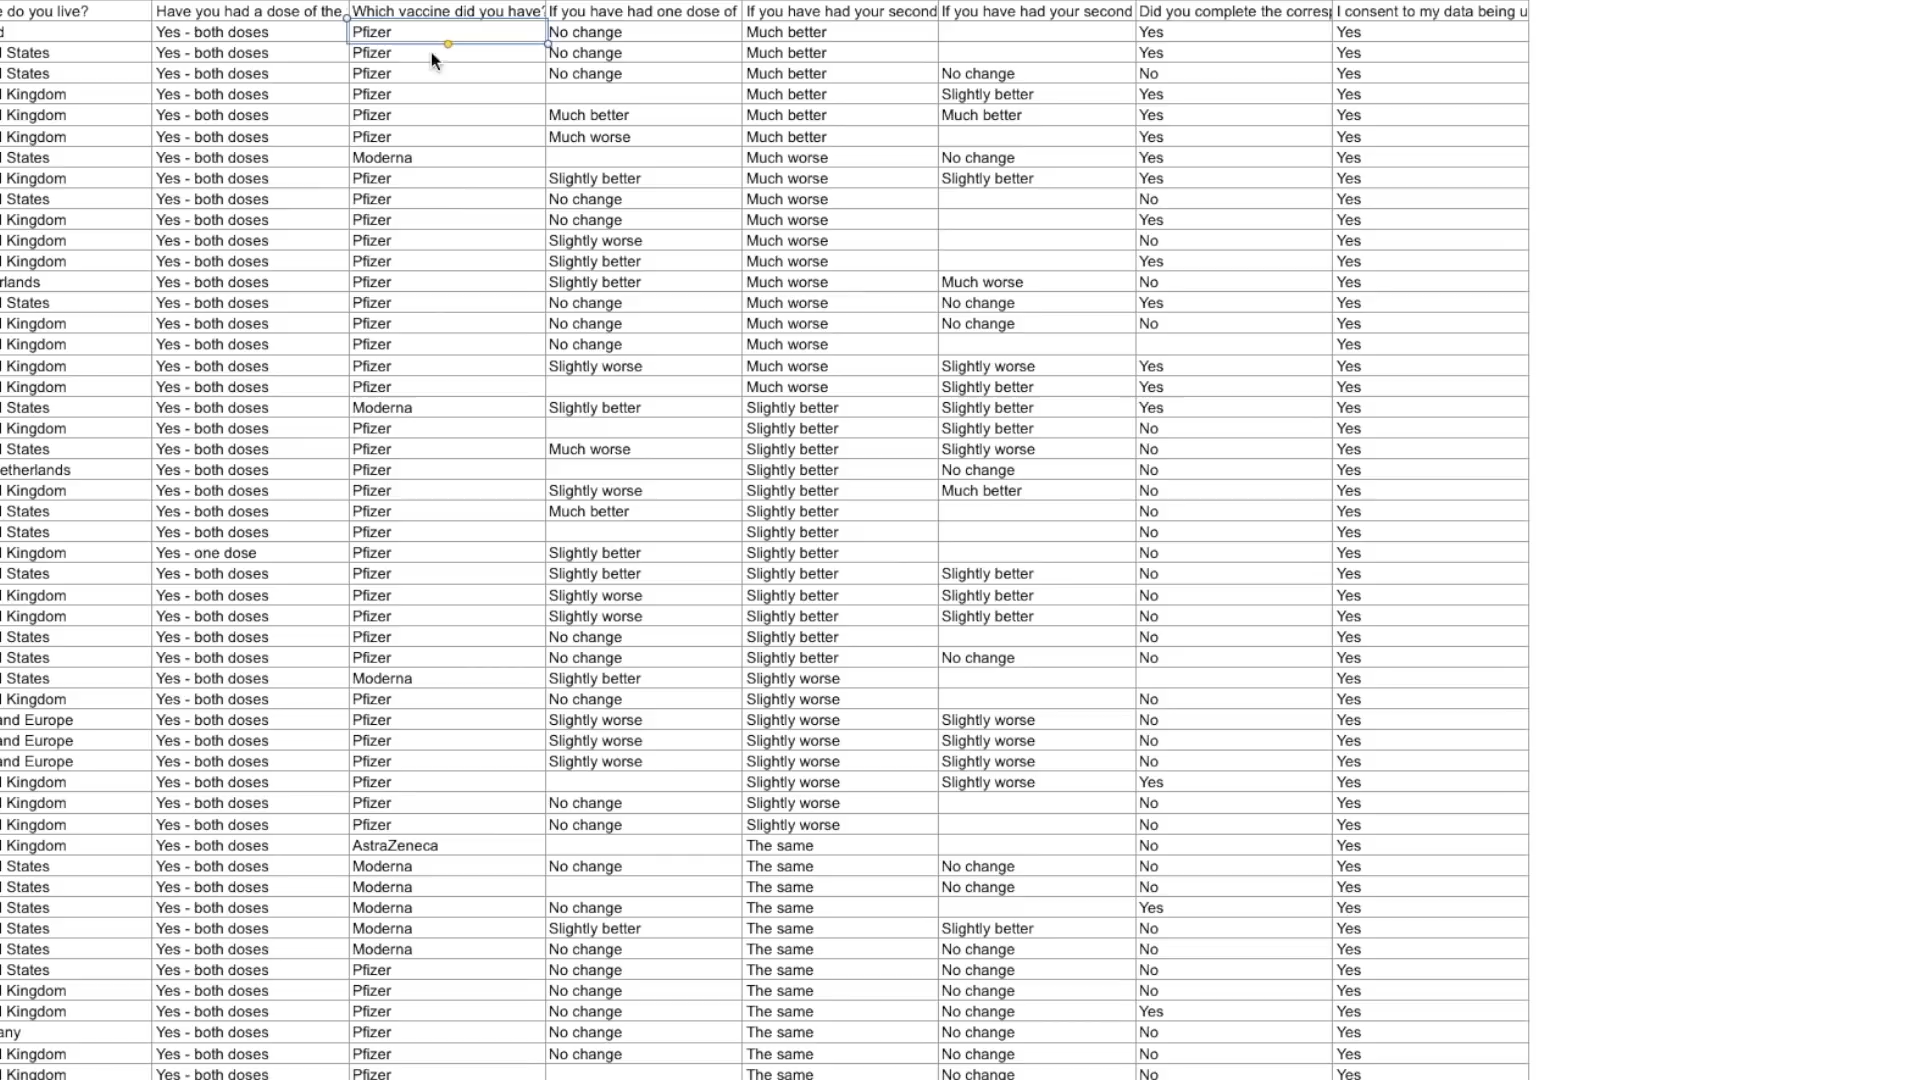 do you live? Have you had a dose of the Which vaccine did you have? If you have had one dose of If you have had your second If you have had your second Did you complete the corresp I consent to my data being u
d Yes - both doses Pfizer No change Much better Yes Yes
States Yes - both doses Pfizer No change Much better Yes Yes
States Yes - both doses Pfizer No change Much better No change No Yes
Kingdom Yes - both doses Pfizer Much better Slightly better Yes Yes
Kingdom Yes - both doses Pfizer Much better Much better Much better Yes Yes
Kingdom Yes - both doses Pfizer Much worse Much better Yes Yes
States Yes - both doses Moderna Much worse No change Yes Yes
Kingdom Yes - both doses Pfizer Slightly better Much worse Slightly better Yes Yes
States Yes - both doses Pfizer No change Much worse No Yes
Kingdom Yes - both doses Pfizer No change Much worse Yes Yes
Kingdom Yes - both doses Pfizer Slightly worse Much worse No Yes
Kingdom Yes - both doses Pfizer Slightly better Much worse Yes Yes
rlands Yes - both doses Pfizer Slightly better Much worse Much worse No Yes
States Yes - both doses Pfizer No change Much worse No change Yes Yes
Kingdom Yes - both doses Pfizer No change Much worse No change No Yes
Kingdom Yes - both doses Pfizer No change Much worse Yes
Kingdom Yes - both doses Pfizer Slightly worse Much worse Slightly worse Yes Yes
Kingdom Yes - both doses Pfizer Much worse Slightly better Yes Yes
States Yes - both doses Moderna Slightly better Slightly better Slightly better Yes Yes
Kingdom Yes - both doses Pfizer Slightly better Slightly better No Yes
States Yes - both doses Pfizer Much worse Slightly better Slightly worse No Yes
etherlands Yes - both doses Pfizer Slightly better No change No Yes
Kingdom Yes - both doses Pfizer Slightly worse Slightly better Much better No Yes
States Yes - both doses Pfizer Much better Slightly better No Yes
States Yes - both doses Pfizer Slightly better No Yes
Kingdom Yes - one dose Pfizer Slightly better Slightly better No Yes
States Yes - both doses Pfizer Slightly better Slightly better Slightly better No Yes
Kingdom Yes - both doses Pfizer Slightly worse Slightly better Slightly better No Yes
Kingdom Yes - both doses Pfizer Slightly worse Slightly better Slightly better No Yes
States Yes - both doses Pfizer No change Slightly better No Yes
States Yes - both doses Pfizer No change Slightly better No change No Yes
States Yes - both doses Moderna Slightly better Slightly worse Yes
Kingdom Yes - both doses Pfizer No change Slightly worse No Yes
and Europe Yes - both doses Pfizer Slightly worse Slightly worse Slightly worse No Yes
and Europe Yes - both doses Pfizer Slightly worse Slightly worse Slightly worse No Yes
and Europe Yes - both doses Pfizer Slightly worse Slightly worse Slightly worse No Yes
Kingdom Yes - both doses Pfizer Slightly worse Slightly worse Yes Yes
Kingdom Yes - both doses Pfizer No change Slightly worse No Yes
Kingdom Yes - both doses Pfizer No change Slightly worse No Yes
Kingdom Yes - both doses AstraZeneca The same No Yes
States Yes - both doses Moderna No change The same No change No Yes
States Yes - both doses Moderna The same No change No Yes
States Yes - both doses Moderna No change The same Yes Yes
States Yes - both doses Moderna Slightly better The same Slightly better No Yes
States Yes - both doses Moderna No change The same No change No Yes
States Yes - both doses Pfizer No change The same No change No Yes
Kingdom Yes - both doses Pfizer No change The same No change No Yes
Kingdom Yes - both doses Pfizer No change The same No change Yes Yes
any Yes - both doses Pfizer No change The same No change No Yes
Kingdom Yes - both doses Pfizer No change The same No change No Yes
Kingdom Yes - both doses Pfizer The same No change No Yes